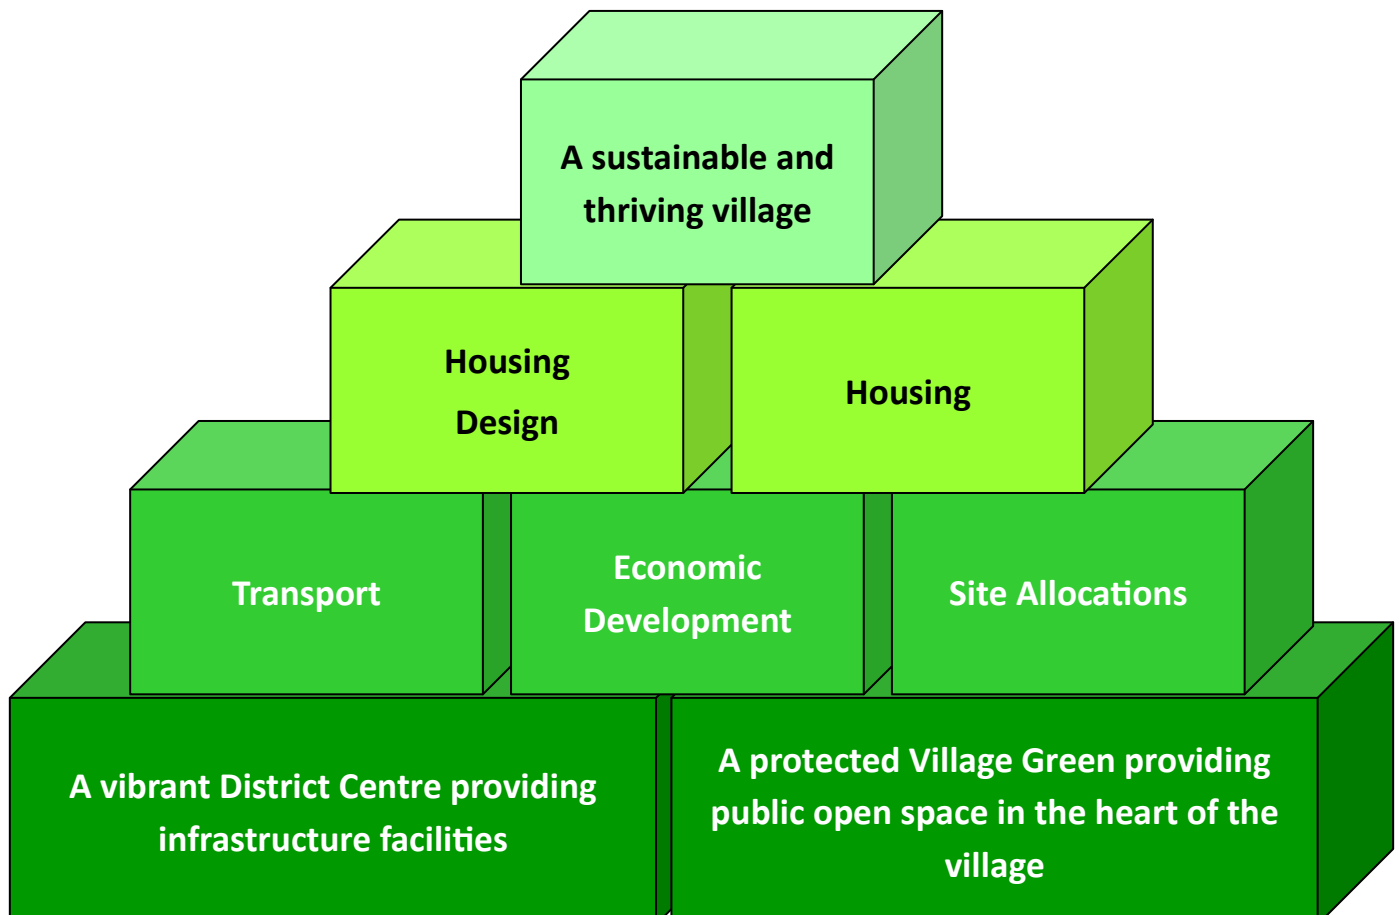 A sustainable and
thriving village
Housing
Design
Housing
Transport
Economic
Development
Site Allocations
A vibrant District Centre providing
infrastructure facilities
A protected Village Green providing
public open space in the heart of the
village